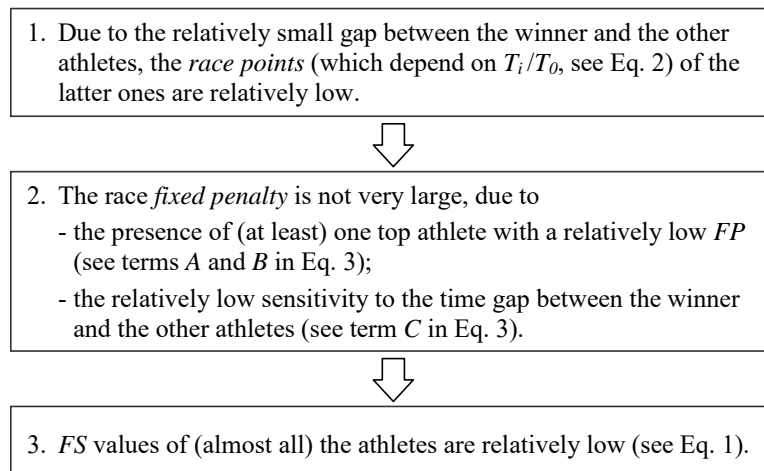 1. Due to the relatively small gap between the winner and the other
athletes, the race points (which depend on Ti/T0, see Eq. 2) of the
latter ones are relatively low.
2. The race fixed penalty is not very large, due to
- the presence of (at least) one top athlete with a relatively low FP
(see terms A and B in Eq. 3);
- the relatively low sensitivity to the time gap between the winner
and the other athletes (see term C in Eq. 3).
3. FS values of (almost all) the athletes are relatively low (see Eq. 1).